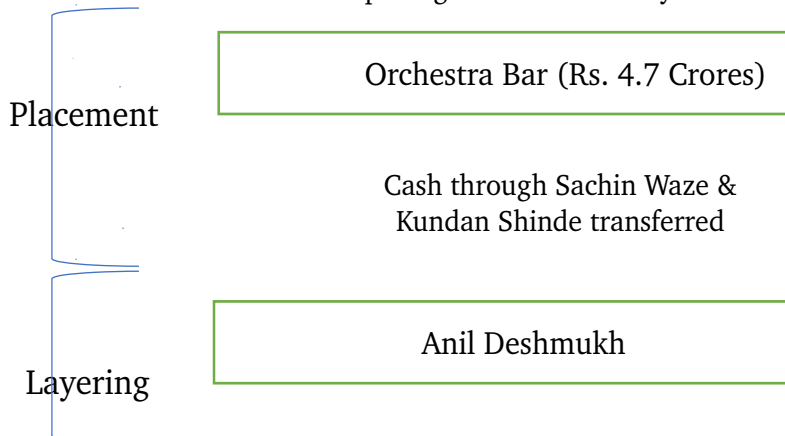 Orchestra Bar (Rs. 4.7 Crores)
Placement
Cash through Sachin Waze &
Kundan Shinde transferred
Anil Deshmukh
Layering